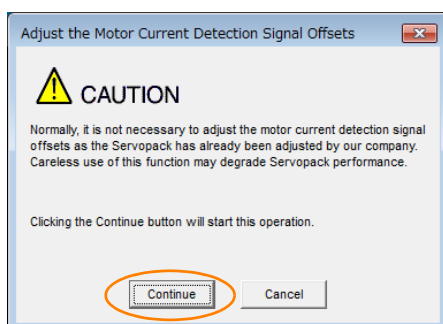 Adjust the Motor Current Detection Signal Offsets
CAUTION
Normally, it is not necessary to adjust the motor current detection signal
offsets as the Servopack has already been adjusted by our company.
Careless use of this function may degrade Servopack performance.
Clicking the Continue button will start this operation.
Continue Cancel